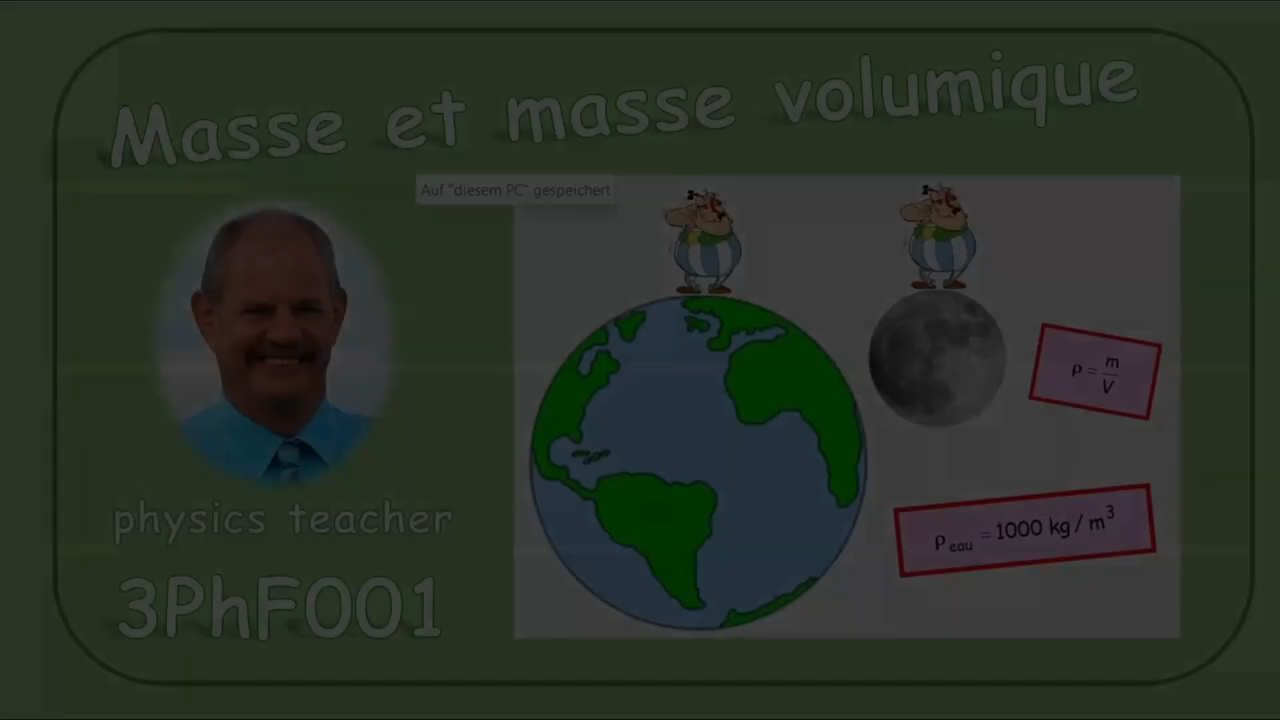 Masse et masse volumique
Auf "diesem PC" gespeichert
ρ = m/V
ρ eau = 1000 kg / m³
physics teacher
3PhF001